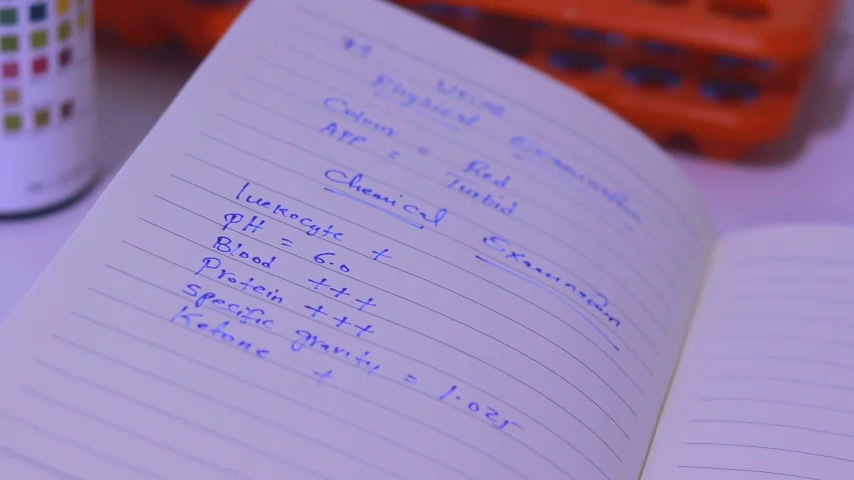 Urine
Physical Examination
Colour = Red
APP = Turbid
Chemical Examination
luekocyte +
PH = 6.0
Blood +++
Protein +++
specific gravity = 1.025
Ketone +